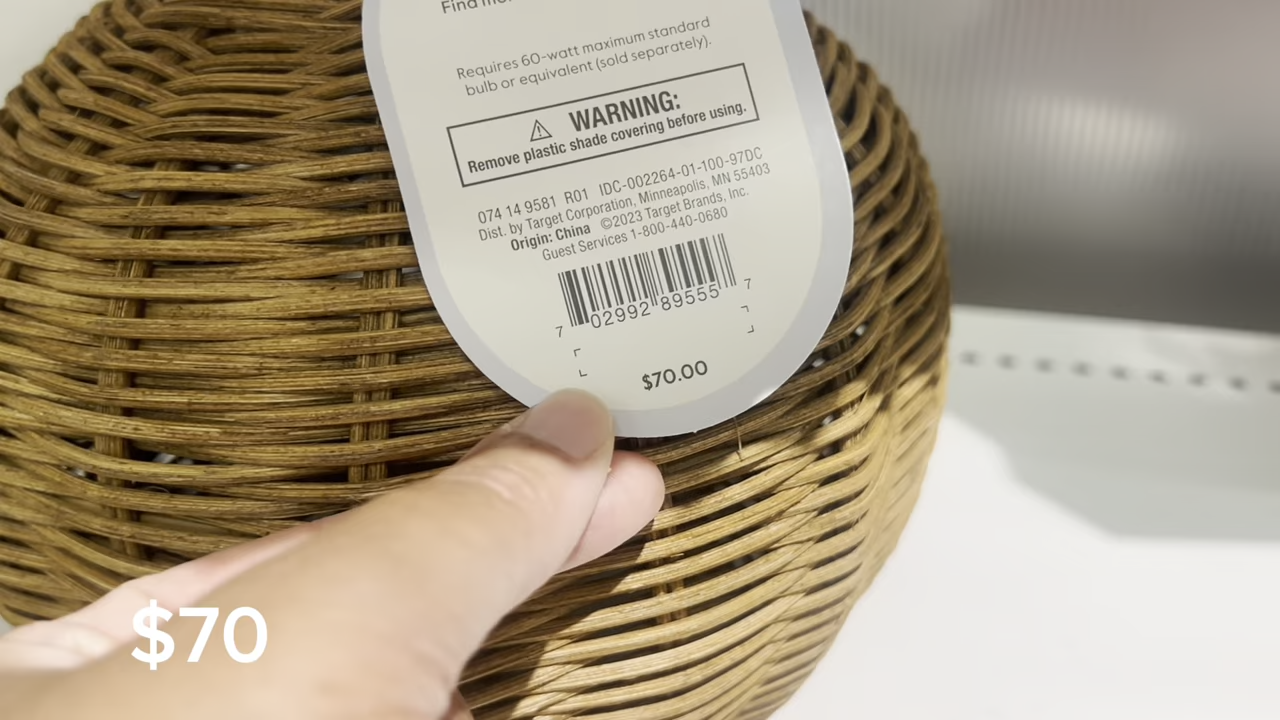 Find
Requires 60-watt maximum standard
bulb or equivalent (sold separately).
WARNING:
Remove plastic shade covering before using.
074 14 9581 R01 IDC-002264-01-100-97DC
Dist. by Target Corporation, Minneapolis, MN 55403
Origin: China ©2023 Target Brands, Inc.
Guest Services 1-800-440-0680
7 02992 89555 7
$70.00
$70